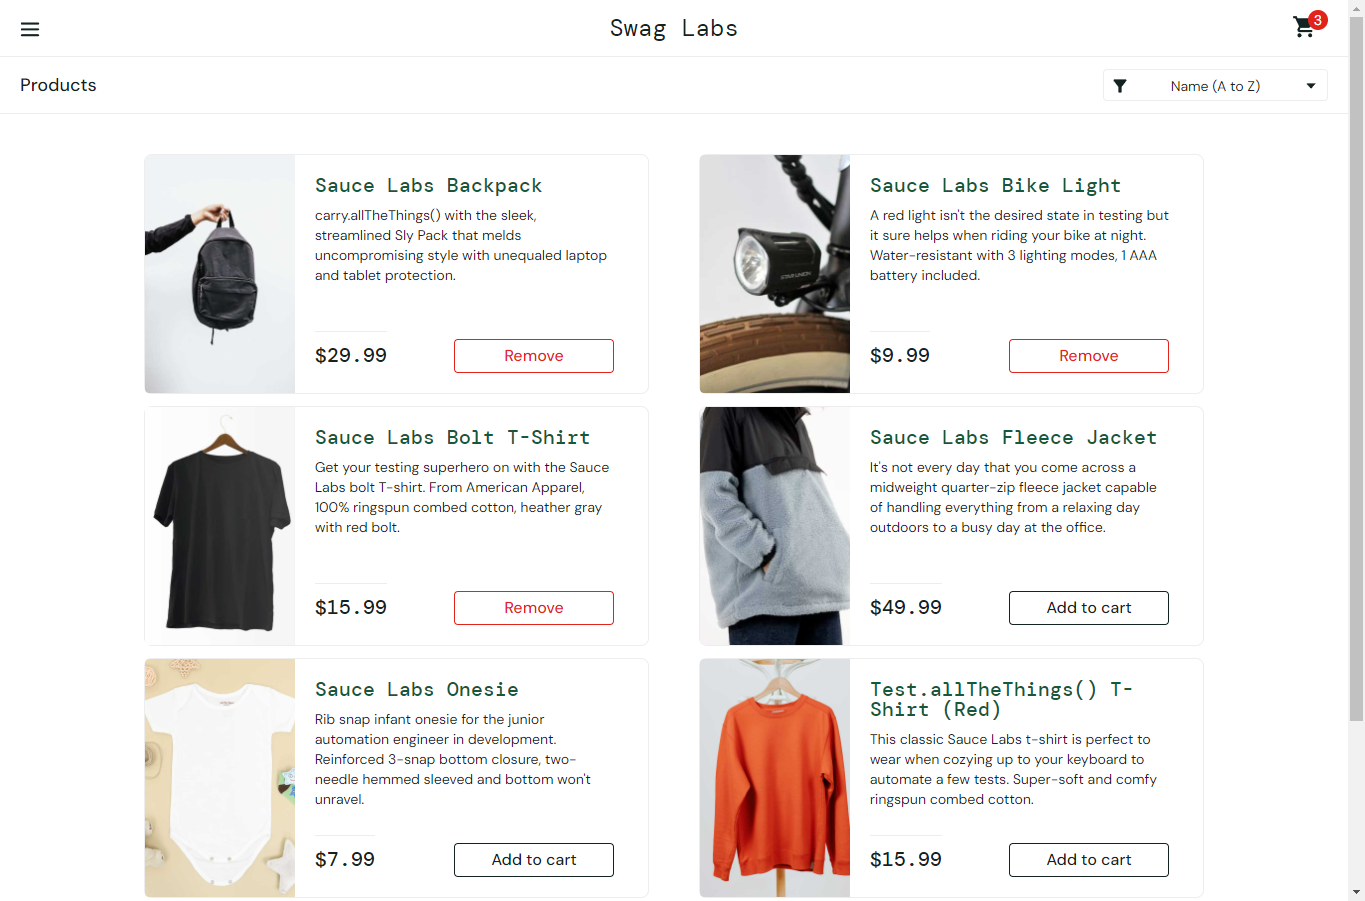 Swag Labs
3
Products
Name (A to Z)
Sauce Labs Backpack
carry.allTheThings() with the sleek,
streamlined Sly Pack that melds
uncompromising style with unequaled laptop
and tablet protection.
$29.99
Remove
Sauce Labs Bike Light
A red light isn't the desired state in testing but
it sure helps when riding your bike at night.
Water-resistant with 3 lighting modes, 1 AAA
battery included.
$9.99
Remove
Sauce Labs Bolt T-Shirt
Get your testing superhero on with the Sauce
Labs bolt T-shirt. From American Apparel,
100% ringspun combed cotton, heather gray
with red bolt.
$15.99
Remove
Sauce Labs Fleece Jacket
It's not every day that you come across a
midweight quarter-zip fleece jacket capable
of handling everything from a relaxing day
outdoors to a busy day at the office.
$49.99
Add to cart
Sauce Labs Onesie
Rib snap infant onesie for the junior
automation engineer in development.
Reinforced 3-snap bottom closure, two-
needle hemmed sleeved and bottom won't
unravel.
$7.99
Add to cart
Test.allTheThings() T-
Shirt (Red)
This classic Sauce Labs t-shirt is perfect to
wear when cozying up to your keyboard to
automate a few tests. Super-soft and comfy
ringspun combed cotton.
$15.99
Add to cart